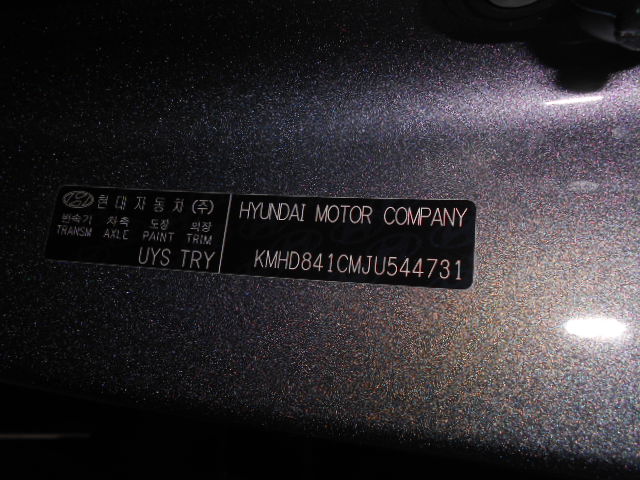 현대자동차(주)
변속기 차축 도장 의장
TRANSM AXLE PAINT TRIM
UYS TRY
HYUNDAI MOTOR COMPANY
KMHD841CMJU544731